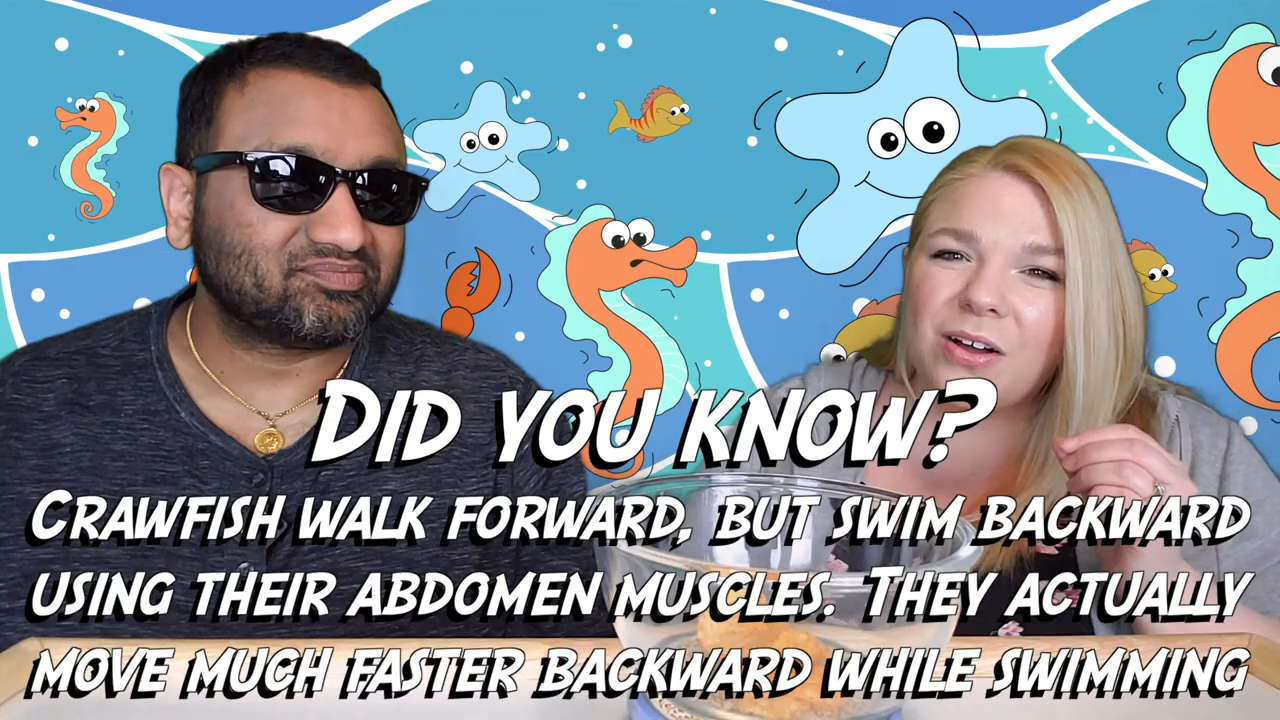 DID YOU KNOW?
CRAWFISH WALK FORWARD, BUT SWIM BACKWARD
USING THEIR ABDOMEN MUSCLES. THEY ACTUALLY
MOVE MUCH FASTER BACKWARD WHILE SWIMMING